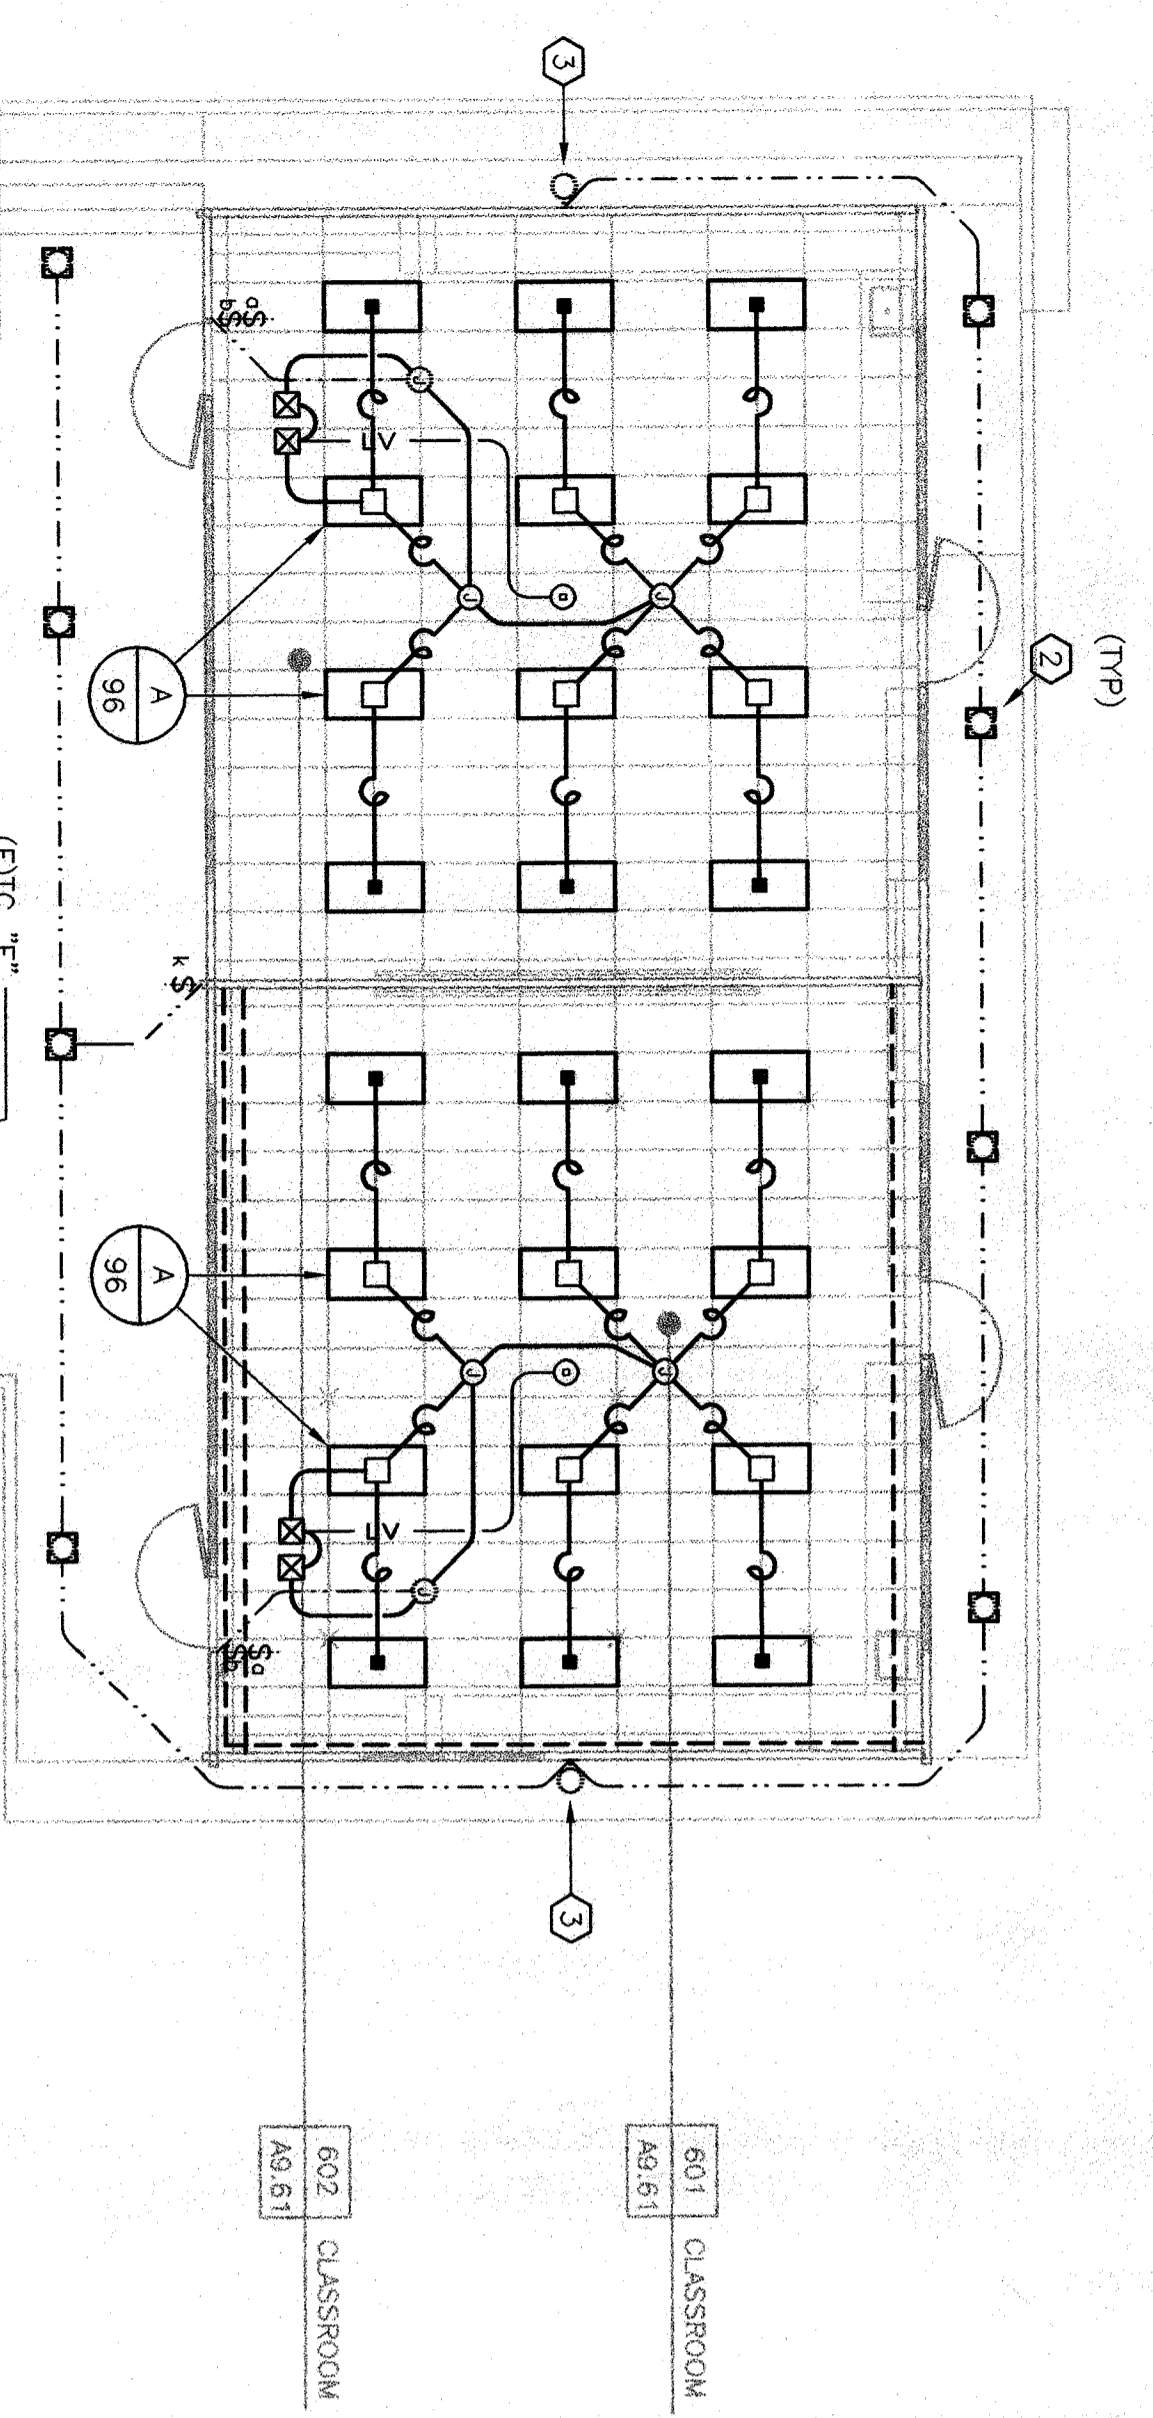 3
(TYP)
2
a
$
b
$
J
LV
J
J
A
96
(E)TC "E"
k
$
A
96
J
J
LV
J
$
a
$
b
3
601
A9.61
CLASSROOM
602
A9.61
CLASSROOM